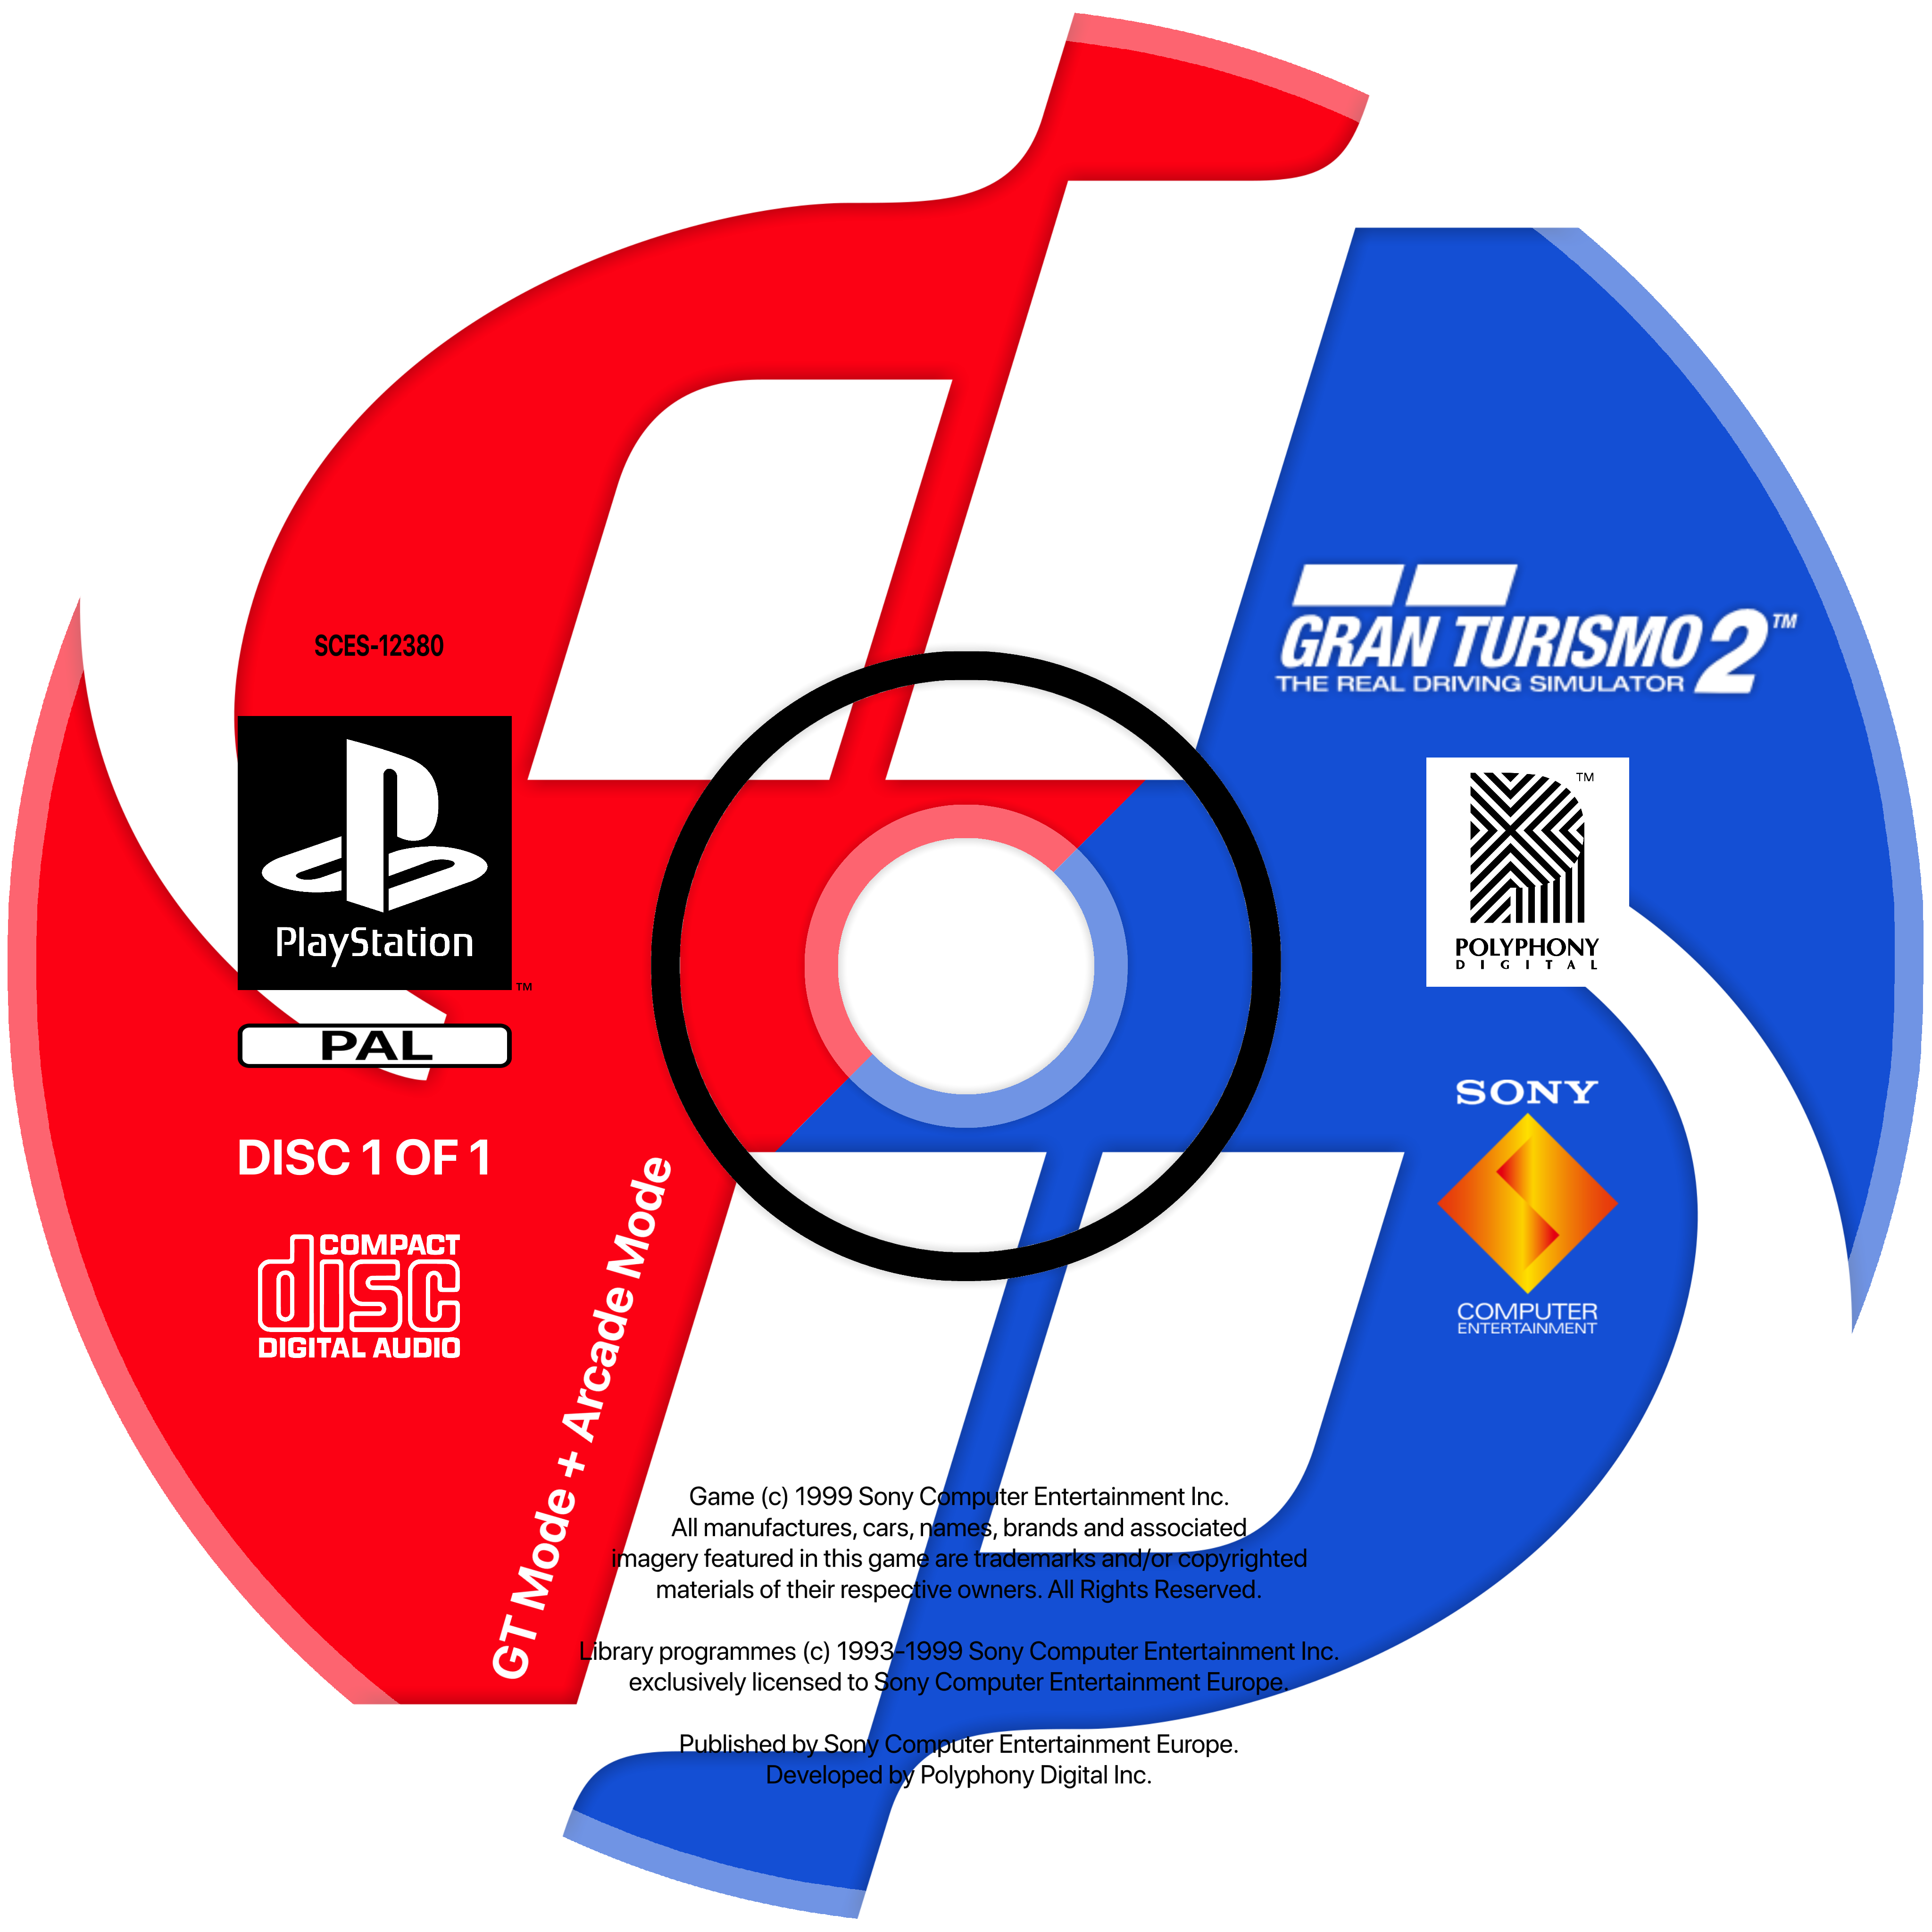 GRAN TURISMO 2™
THE REAL DRIVING SIMULATOR
SCES-12380
PlayStation
™
PAL
DISC 1 OF 1
COMPACT
disc
DIGITAL AUDIO
GT Mode + Arcade Mode
™
POLYPHONY
DIGITAL
SONY
COMPUTER
ENTERTAINMENT
Game (c) 1999 Sony Computer Entertainment Inc.
All manufactures, cars, names, brands and associated
imagery featured in this game are trademarks and/or copyrighted
materials of their respective owners. All Rights Reserved.
Library programmes (c) 1993-1999 Sony Computer Entertainment Inc.
exclusively licensed to Sony Computer Entertainment Europe.
Published by Sony Computer Entertainment Europe.
Developed by Polyphony Digital Inc.